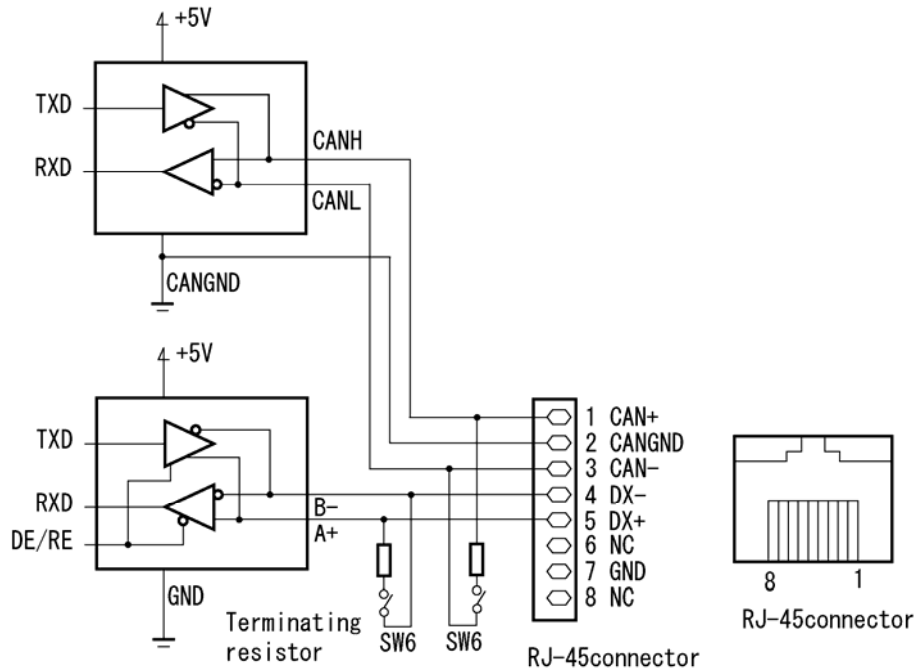 +5V
TXD
RXD
CANH
CANL
CANGND
+5V
TXD
RXD
DE/RE
B-
A+
GND
Terminating
resistor
SW6
SW6
1 CAN+
2 CANGND
3 CAN-
4 DX-
5 DX+
6 NC
7 GND
8 NC
RJ-45connector
8
1
RJ-45connector